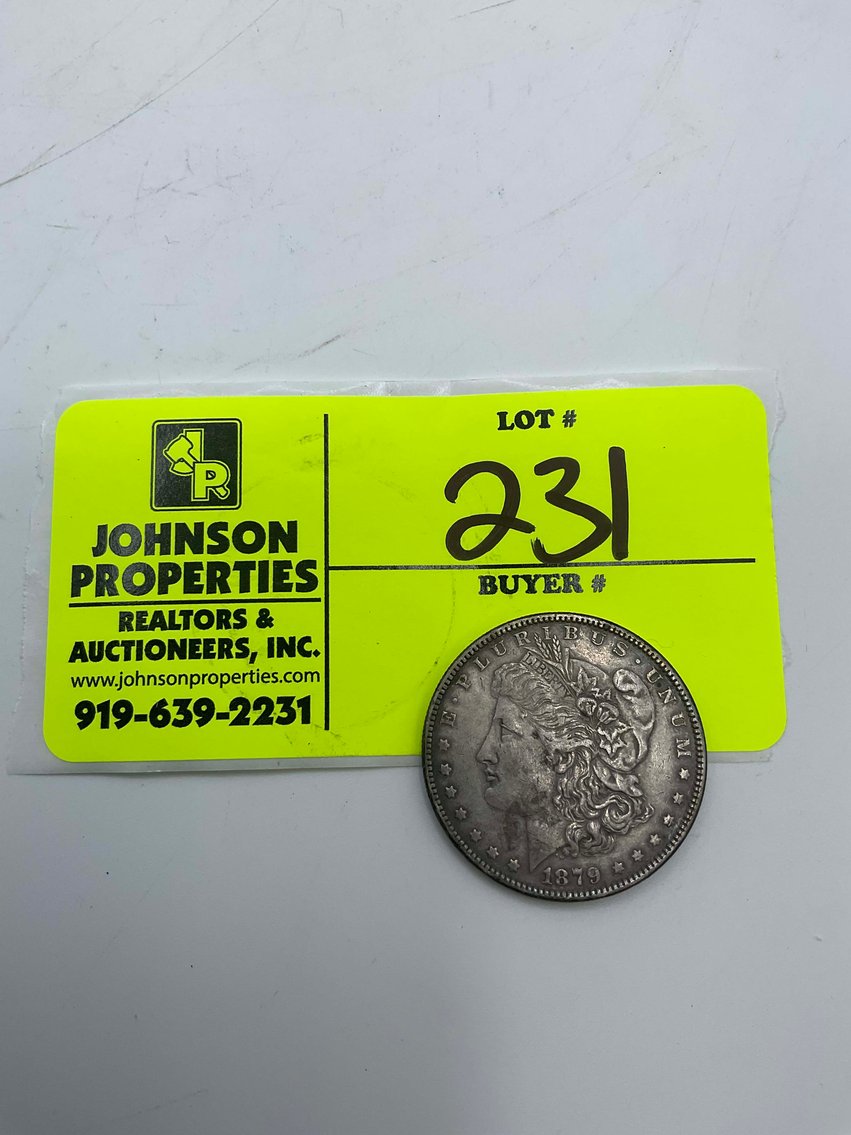 JR
JOHNSON
PROPERTIES
REALTORS &
AUCTIONEERS, INC.
www.johnsonproperties.com
919-639-2231
LOT #
231
BUYER #
E · PLURIBUS · UNUM
LIBERTY
1879